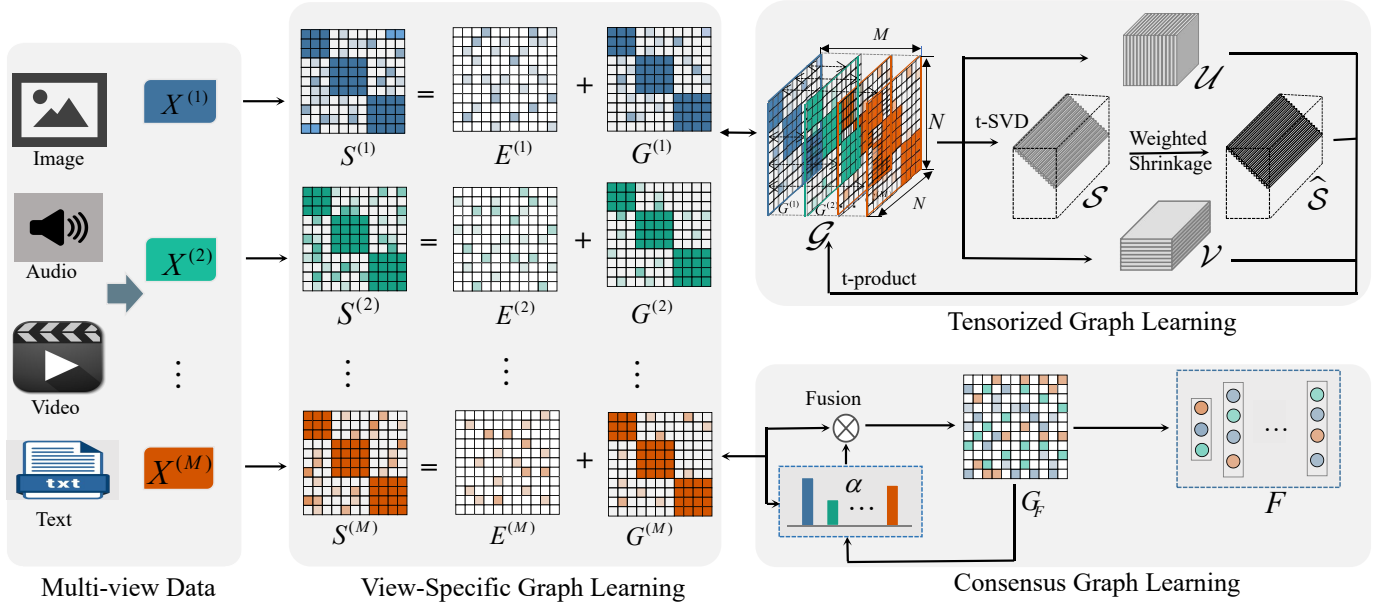 Image
Audio
Video
txt
Text
X^(1)
X^(2)
⋮
X^(M)
Multi-view Data
S^(1) = E^(1) + G^(1)
S^(2) = E^(2) + G^(2)
⋮ ⋮ ⋮
S^(M) = E^(M) + G^(M)
View-Specific Graph Learning
M
N
N
G^(1) G^(2) ...
𝒢
t-SVD
𝒰
𝒮
Weighted
Shrinkage
𝒮̂
𝒱
t-product
Tensorized Graph Learning
Fusion
α
...
G_F
...
F
Consensus Graph Learning